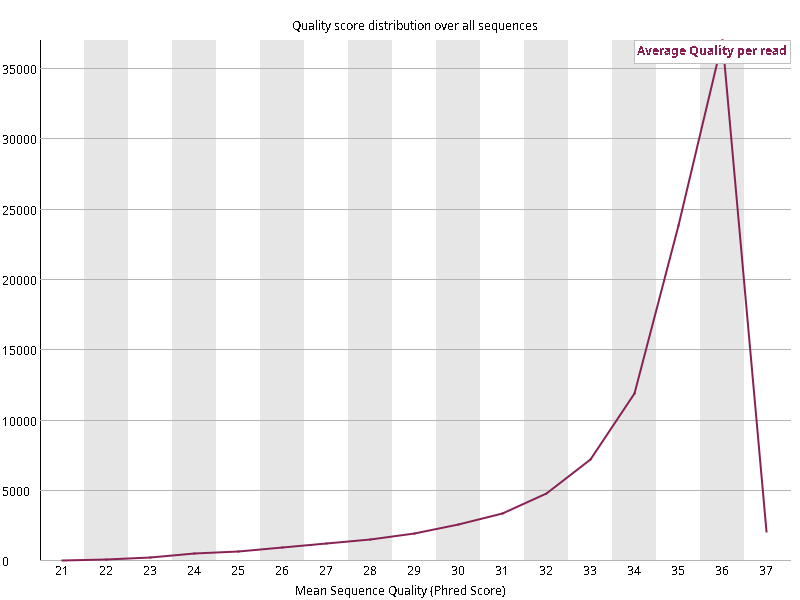 Quality score distribution over all sequences
Average Quality per read
35000
30000
25000
20000
15000
10000
5000
0
21 22 23 24 25 26 27 28 29 30 31 32 33 34 35 36 37
Mean Sequence Quality (Phred Score)